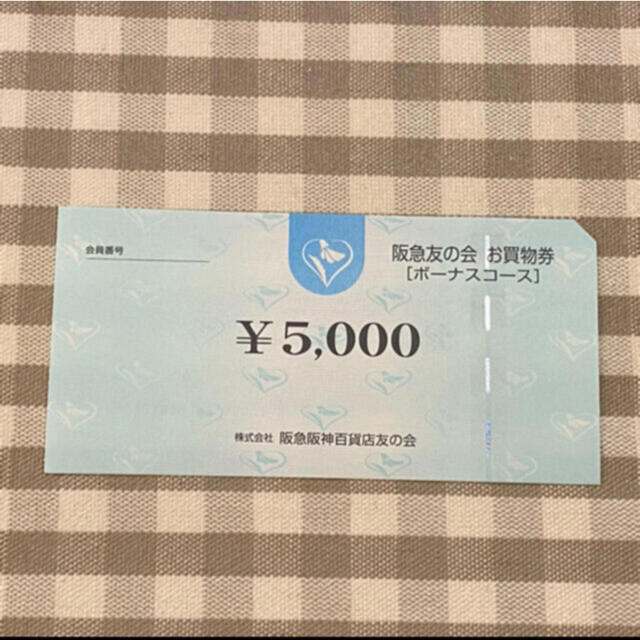 会員番号
阪急友の会 お買物券
[ボーナスコース]
¥5,000
株式会社 阪急阪神百貨店友の会